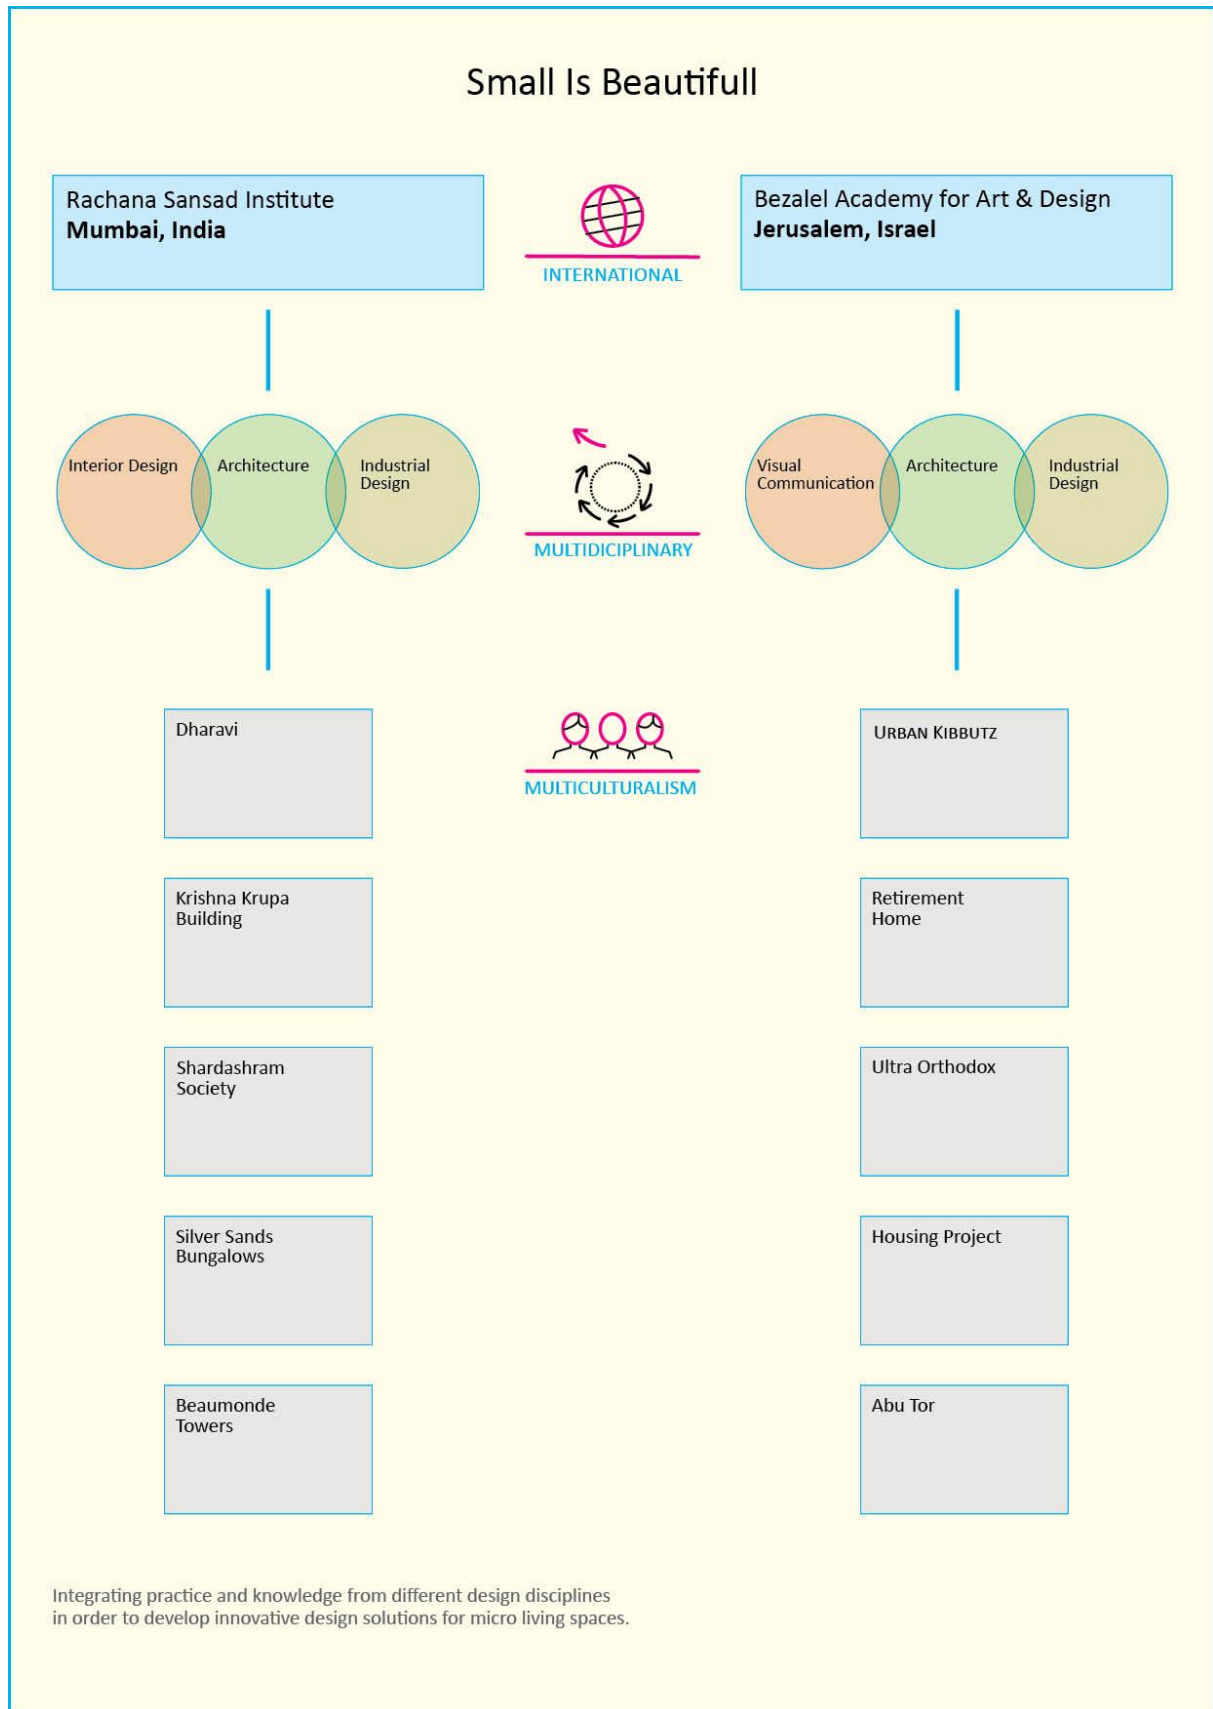 Small Is Beautifull
Rachana Sansad Institute
Mumbai, India
INTERNATIONAL
Bezalel Academy for Art & Design
Jerusalem, Israel
Interior Design
Architecture
Industrial
Design
MULTIDICIPLINARY
Visual
Communication
Architecture
Industrial
Design
Dharavi
MULTICULTURALISM
URBAN KIBBUTZ
Krishna Krupa
Building
Retirement
Home
Shardashram
Society
Ultra Orthodox
Silver Sands
Bungalows
Housing Project
Beaumonde
Towers
Abu Tor
Integrating practice and knowledge from different design disciplines
in order to develop innovative design solutions for micro living spaces.